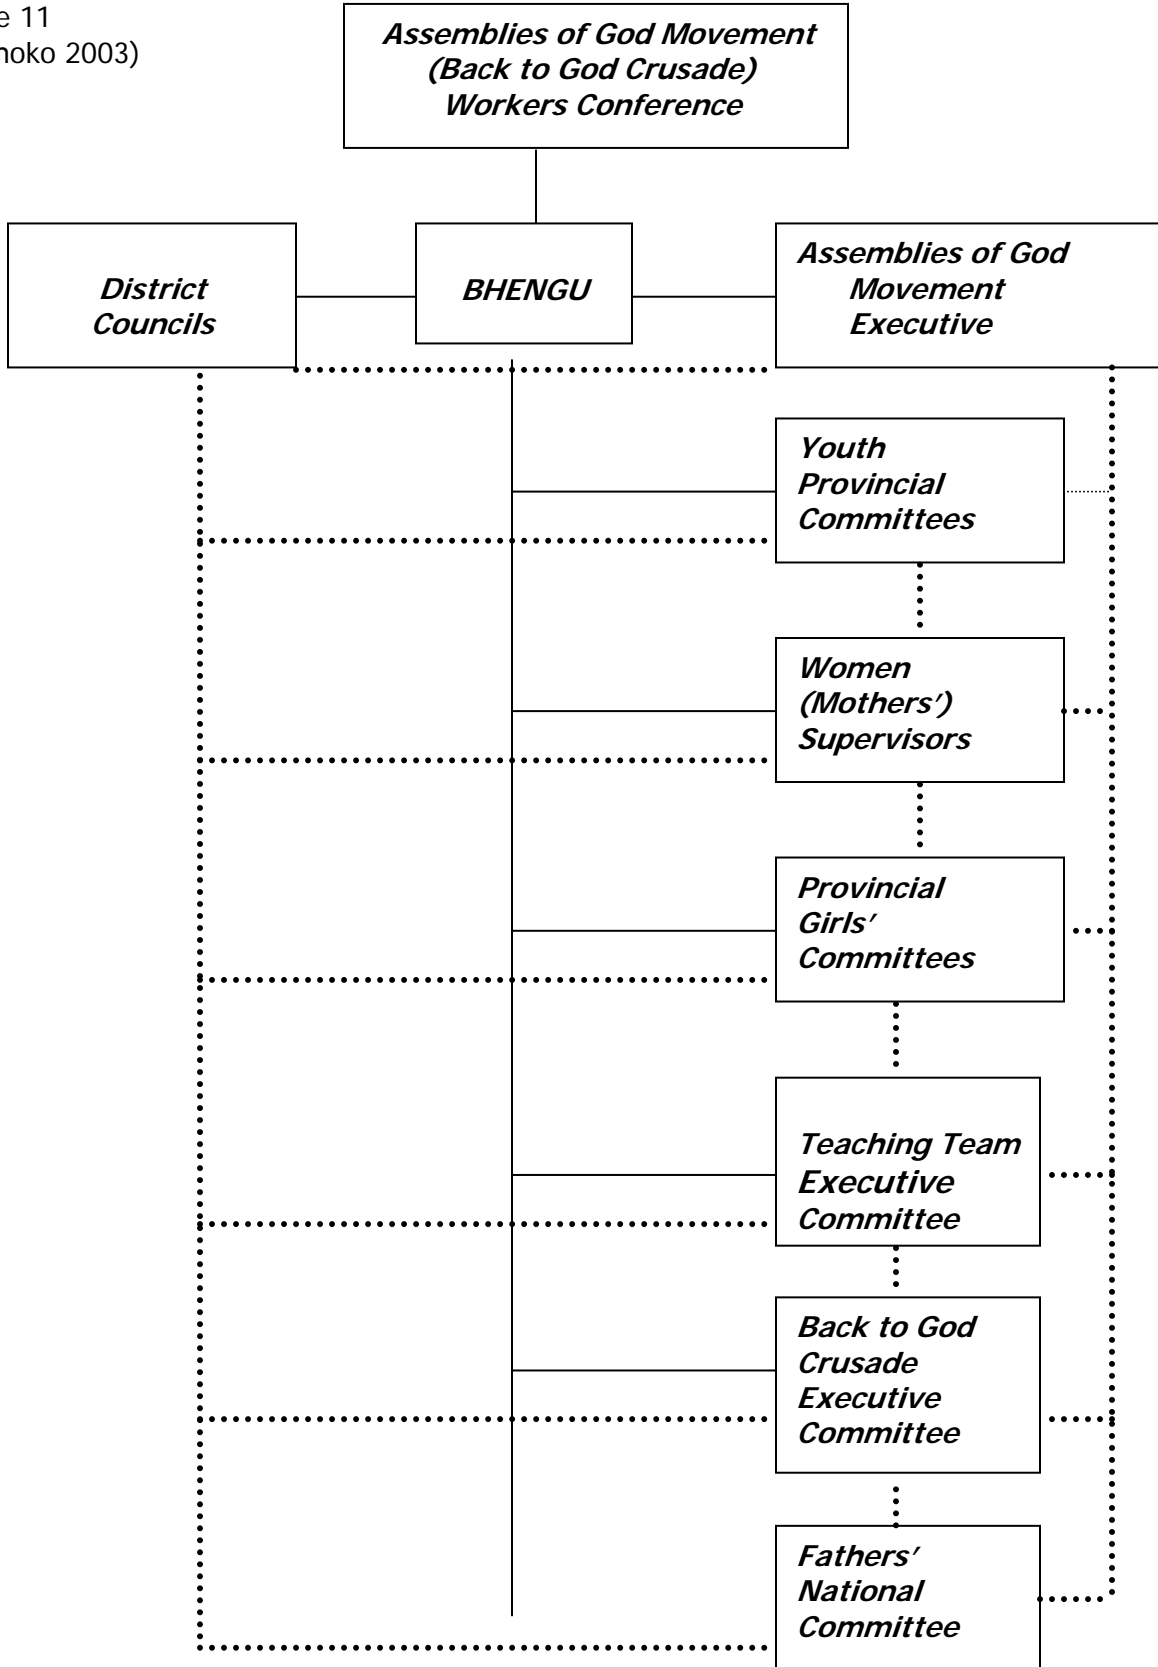 e 11
noko 2003)
Assemblies of God Movement
(Back to God Crusade)
Workers Conference
District
Councils
BHENGU
Assemblies of God
Movement
Executive
Youth
Provincial
Committees
Women
(Mothers’)
Supervisors
Provincial
Girls’
Committees
Teaching Team
Executive
Committee
Back to God
Crusade
Executive
Committee
Fathers’
National
Committee